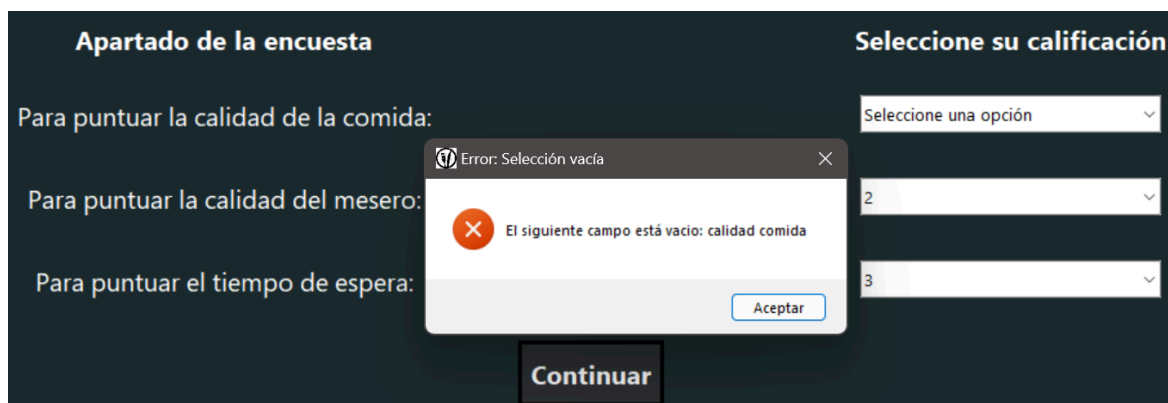 Apartado de la encuesta
Seleccione su calificación
Para puntuar la calidad de la comida:
Seleccione una opción
Error: Selección vacía
Para puntuar la calidad del mesero:
2
El siguiente campo está vacio: calidad comida
Para puntuar el tiempo de espera:
3
Aceptar
Continuar